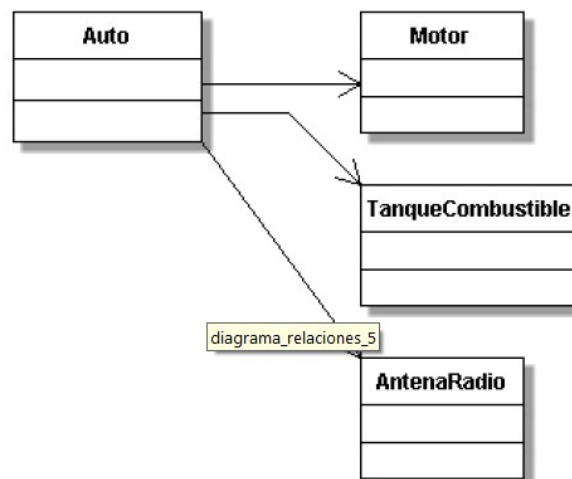 Auto
Motor
TanqueCombustible
diagrama_relaciones_5
AntenaRadio